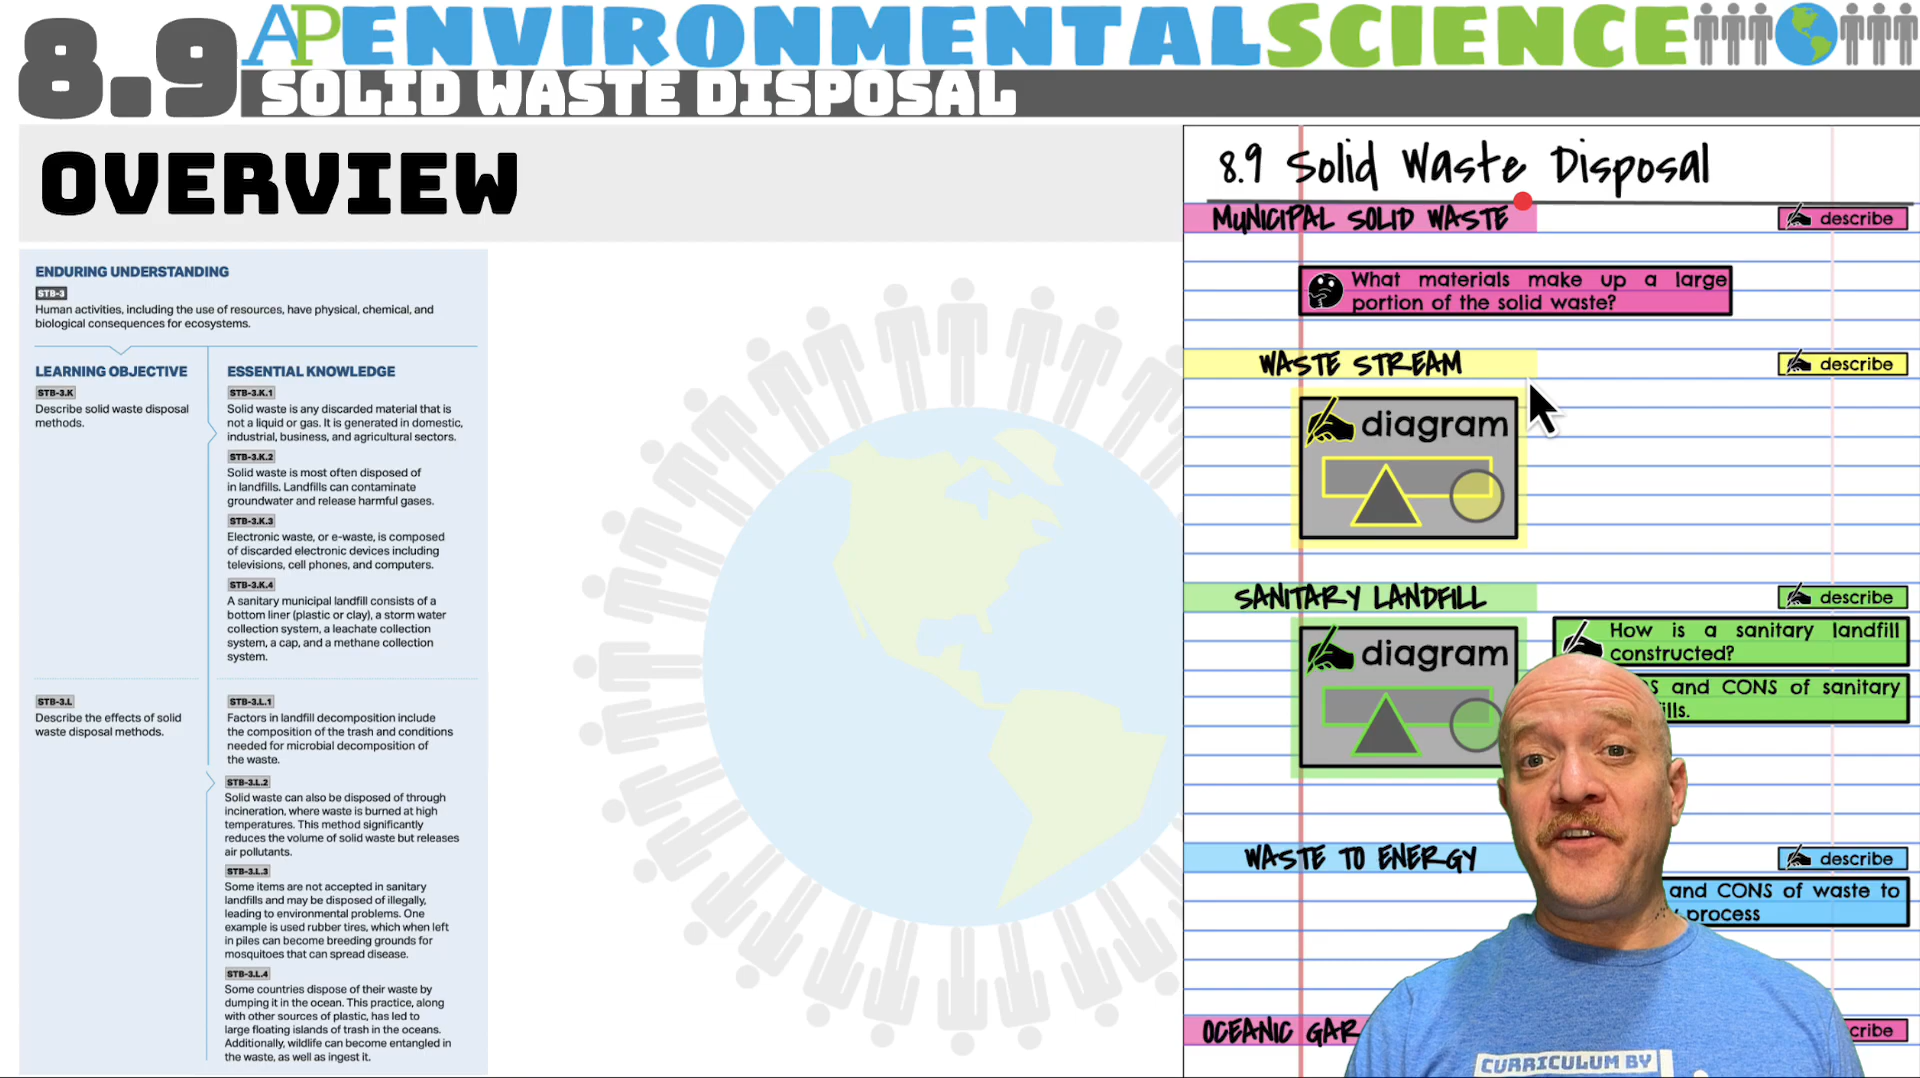 8.9
AP ENVIRONMENTAL SCIENCE
SOLID WASTE DISPOSAL
OVERVIEW
ENDURING UNDERSTANDING
STB-3
Human activities, including the use of resources, have physical, chemical, and
biological consequences for ecosystems.
LEARNING OBJECTIVE
STB-3.K
Describe solid waste disposal
methods.
ESSENTIAL KNOWLEDGE
STB-3.K.1
Solid waste is any discarded material that is
not a liquid or gas. It is generated in domestic,
industrial, business, and agricultural sectors.
STB-3.K.2
Solid waste is most often disposed of
in landfills. Landfills can contaminate
groundwater and release harmful gases.
STB-3.K.3
Electronic waste, or e-waste, is composed
of discarded electronic devices including
televisions, cell phones, and computers.
STB-3.K.4
A sanitary municipal landfill consists of a
bottom liner (plastic or clay), a storm water
collection system, a leachate collection
system, a cap, and a methane collection
system.
STB-3.L
Describe the effects of solid
waste disposal methods.
STB-3.L.1
Factors in landfill decomposition include
the composition of the trash and conditions
needed for microbial decomposition of
the waste.
STB-3.L.2
Solid waste can also be disposed of through
incineration, where waste is burned at high
temperatures. This method significantly
reduces the volume of solid waste but releases
air pollutants.
STB-3.L.3
Some items are not accepted in sanitary
landfills and may be disposed of illegally,
leading to environmental problems. One
example is used rubber tires, which when left
in piles can become breeding grounds for
mosquitoes that can spread disease.
STB-3.L.4
Some countries dispose of their waste by
dumping it in the ocean. This practice, along
with other sources of plastic, has led to
large floating islands of trash in the oceans.
Additionally, wildlife can become entangled in
the waste, as well as ingest it.
8.9 Solid Waste Disposal
MUNICIPAL SOLID WASTE
describe
What materials make up a large
portion of the solid waste?
WASTE STREAM
describe
diagram
SANITARY LANDFILL
describe
diagram
How is a sanitary landfill
constructed?
S and CONS of sanitary
ills.
WASTE TO ENERGY
describe
and CONS of waste to
process
OCEANIC GAR
cribe
CURRICULUM BY